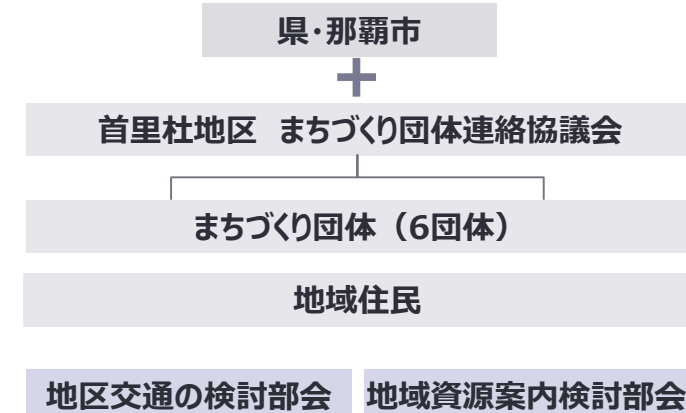 県・那覇市
+
首里杜地区 まちづくり団体連絡協議会
まちづくり団体（6団体）
地域住民
地区交通の検討部会
地域資源案内検討部会